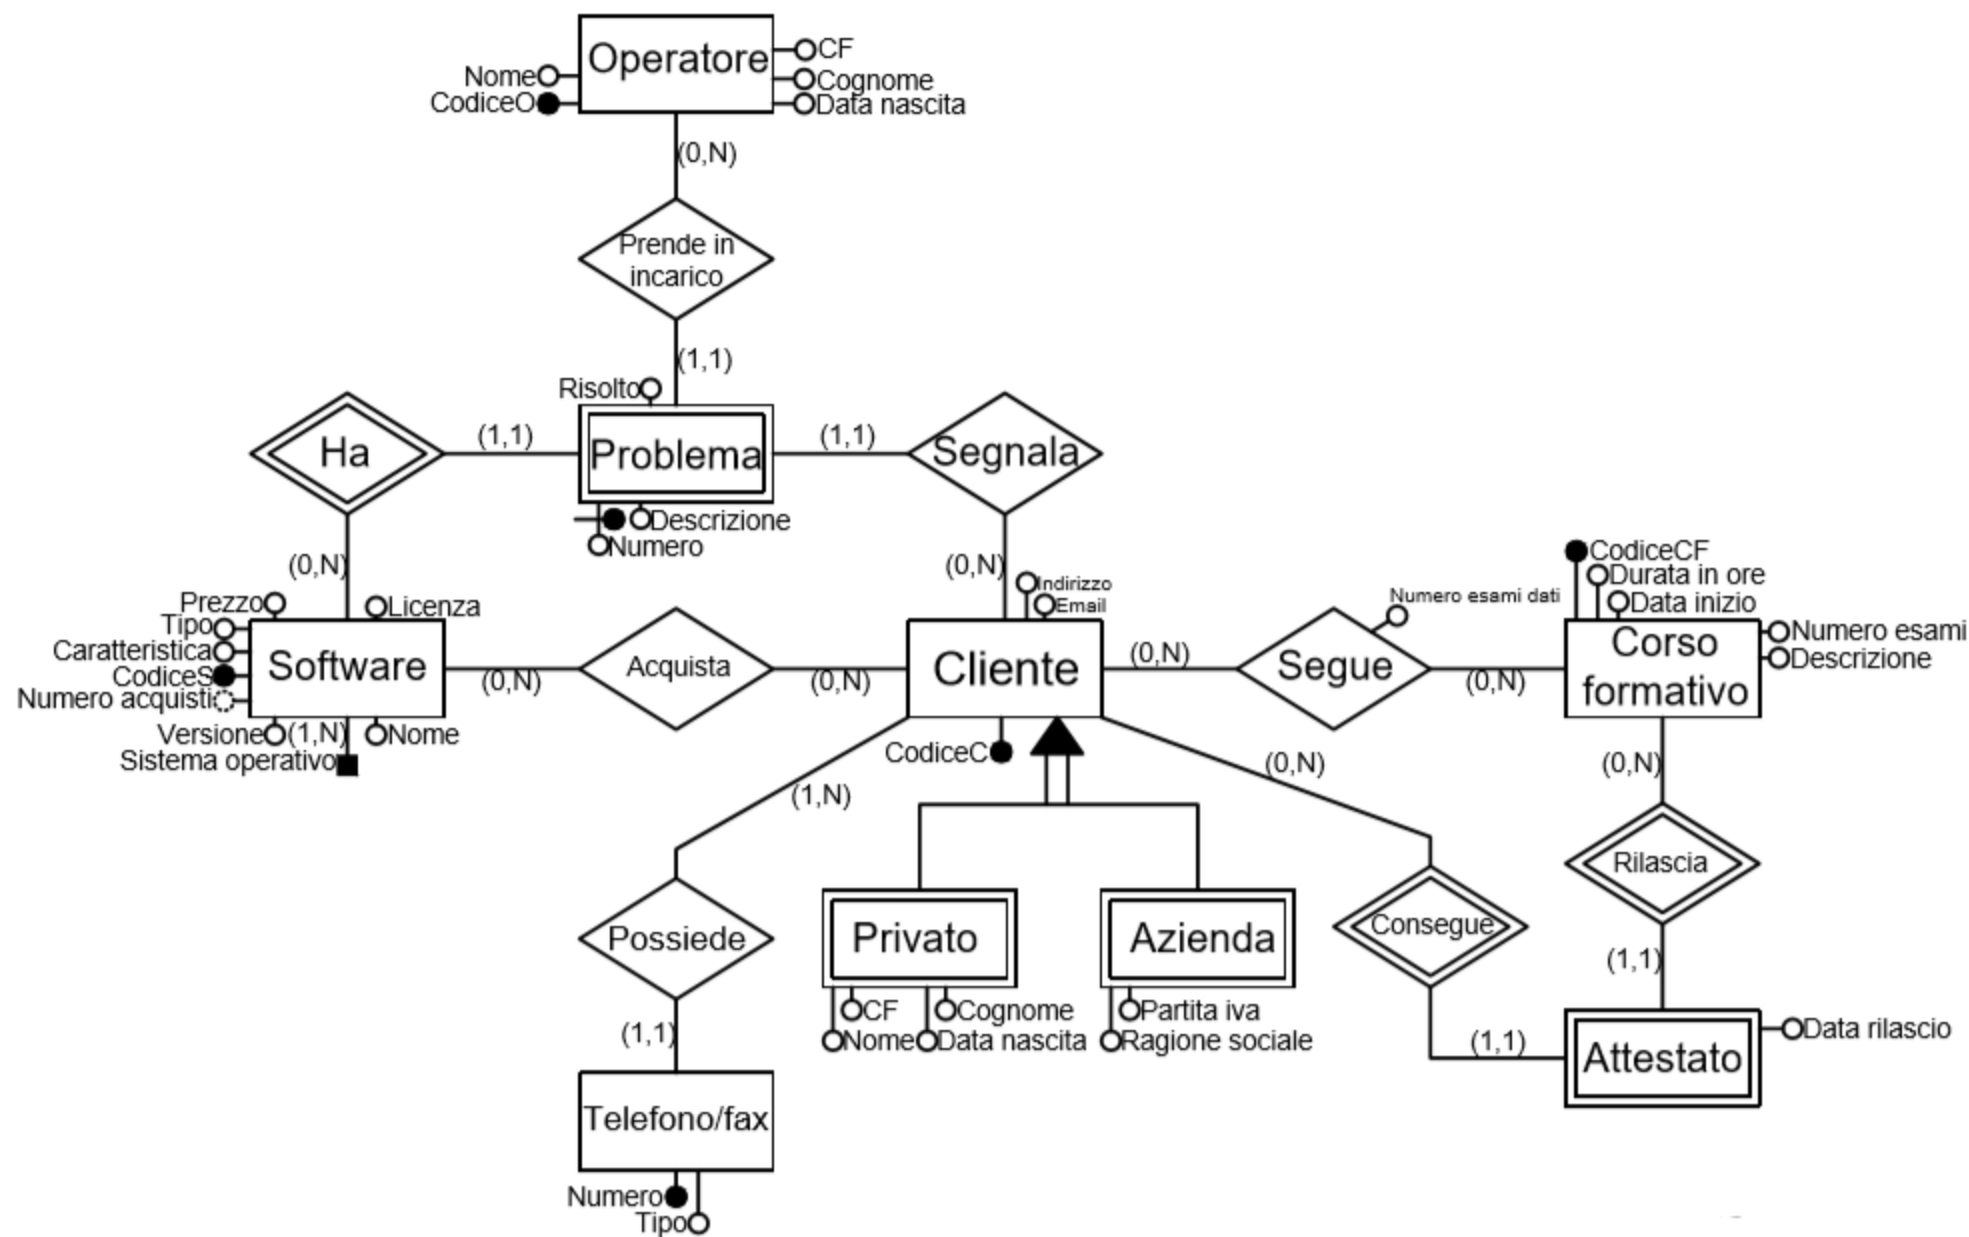 Operatore
CF
Nome
Cognome
CodiceO
Data nascita
(0,N)
Prende in
incarico
(1,1)
Risolto
Ha
(1,1)
Problema
(1,1)
Segnala
Descrizione
Numero
(0,N)
(0,N)
CodiceCF
Durata in ore
Data inizio
Numero esami
Descrizione
Indirizzo
Email
Numero esami dati
Prezzo
Licenza
Tipo
Caratteristica
CodiceS
Numero acquisti
Versione
(1,N)
Nome
Sistema operativo
Software
(0,N)
Acquista
(0,N)
Cliente
(0,N)
Segue
(0,N)
Corso
formativo
CodiceC
(1,N)
(0,N)
(0,N)
Rilascia
Possiede
Privato
Azienda
Consegue
(1,1)
CF
Cognome
Nome
Data nascita
Partita iva
Ragione sociale
(1,1)
(1,1)
Attestato
Data rilascio
Telefono/fax
Numero
Tipo